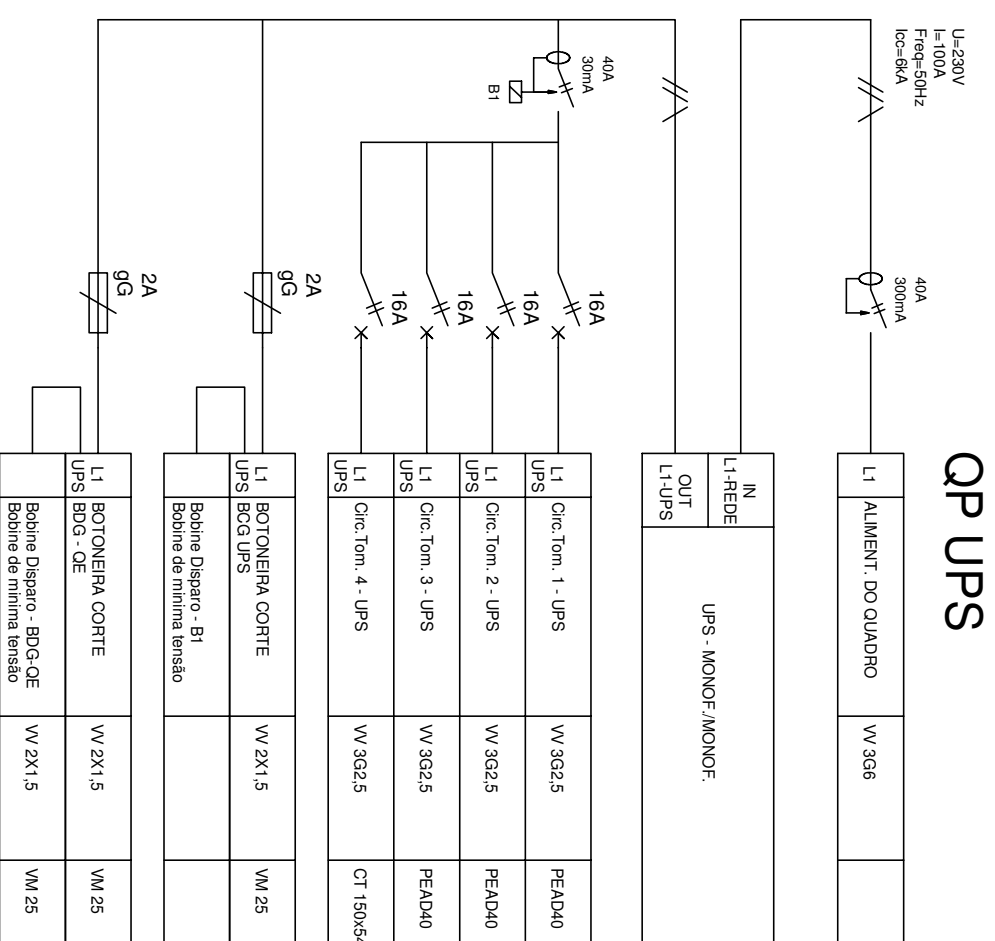 QP UPS
U=230V
I=100A
Freq=50Hz
Icc=6kA
40A
300mA
L1
ALIMENT. DO QUADRO
VV 3G6
IN
L1-REDE
OUT
L1-UPS
UPS - MONOF./MONOF.
40A
30mA
B1
16A
L1
UPS
Circ.Tom. 1 - UPS
VV 3G2,5
PEAD40
16A
L1
UPS
Circ.Tom. 2 - UPS
VV 3G2,5
PEAD40
16A
L1
UPS
Circ.Tom. 3 - UPS
VV 3G2,5
PEAD40
16A
L1
UPS
Circ.Tom. 4 - UPS
VV 3G2,5
CT 150x54
2A
gG
L1
UPS
BOTONEIRA CORTE
BCG UPS
VV 2X1,5
VM 25
Bobine Disparo - B1
Bobine de minima tensão
2A
gG
L1
UPS
BOTONEIRA CORTE
BDG - QE
VV 2X1,5
VM 25
Bobine Disparo - BDG-QE
Bobine de minima tensão
VV 2X1,5
VM 25